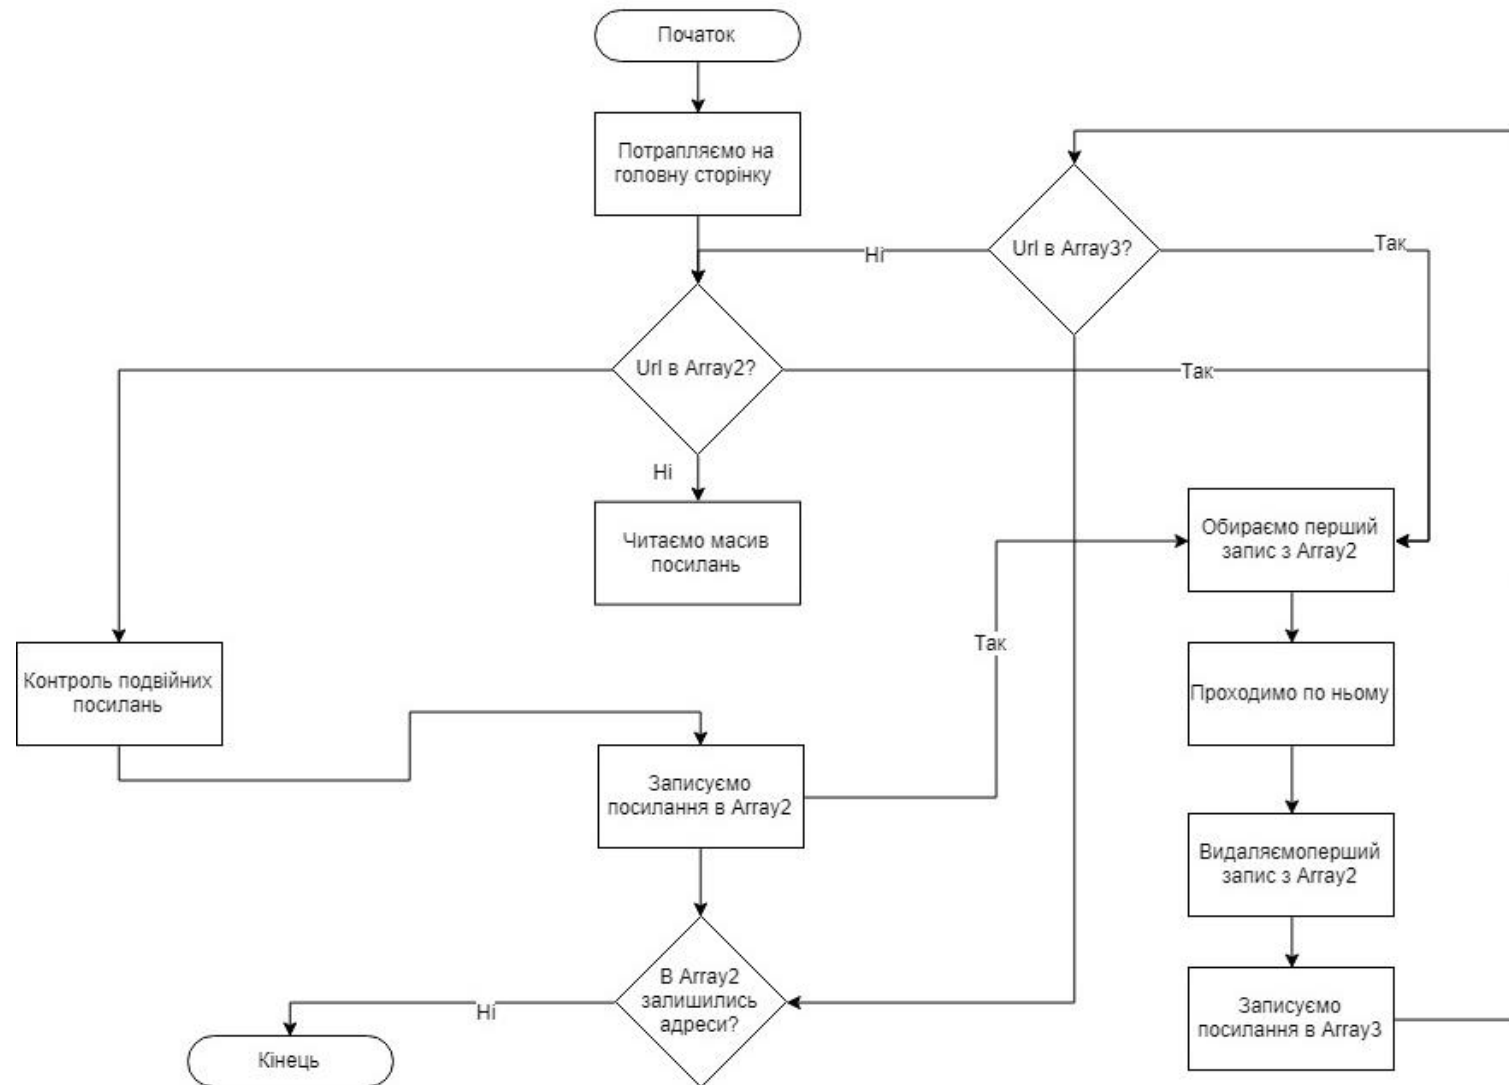 Початок
Потрапляємо на
головну сторінку
Url в Array3?
Так
Ні
Url в Array2?
Так
Ні
Читаємо масив
посилань
Обираємо перший
запис з Array2
Так
Контроль подвійних
посилань
Проходимо по ньому
Записуємо
посилання в Array2
Видаляємоперший
запис з Array2
В Array2
залишились
адреси?
Ні
Записуємо
посилання в Array3
Кінець